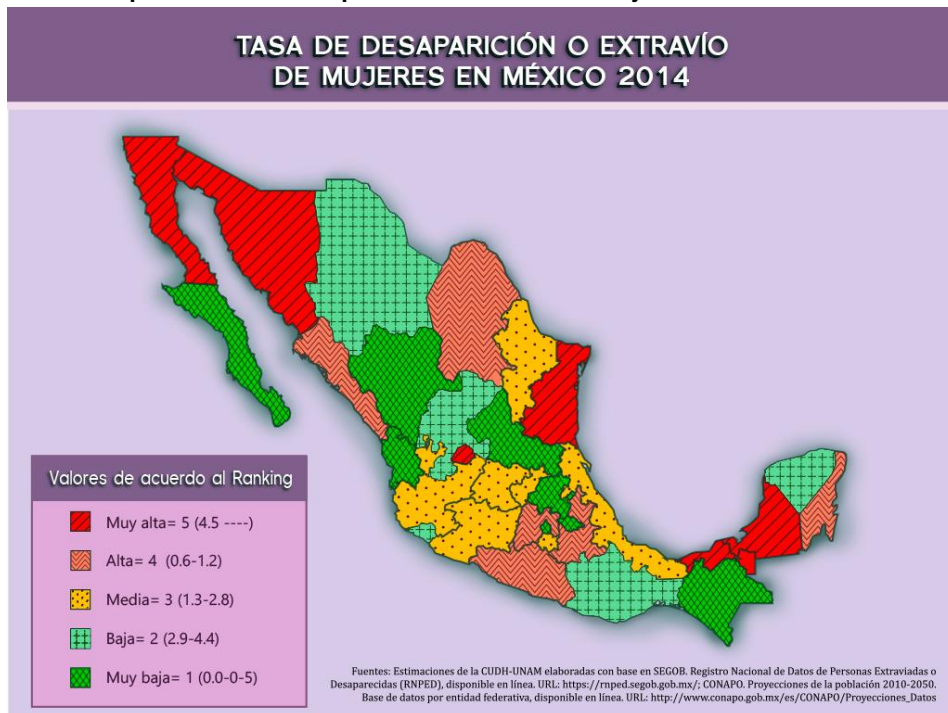 TASA DE DESAPARICIÓN O EXTRAVÍO
DE MUJERES EN MÉXICO 2014
Valores de acuerdo al Ranking
Muy alta= 5 (4.5 ----)
Alta= 4 (0.6-1.2)
Media= 3 (1.3-2.8)
Baja= 2 (2.9-4.4)
Muy baja= 1 (0.0-0-5)
Fuentes: Estimaciones de la CUDH-UNAM elaboradas con base en SEGOB. Registro Nacional de Datos de Personas Extraviadas o
Desaparecidas (RNPED), disponible en línea. URL: https://rnped.segob.gob.mx/; CONAPO. Proyecciones de la población 2010-2050.
Base de datos por entidad federativa, disponible en línea. URL: http://www.conapo.gob.mx/es/CONAPO/Proyecciones_Datos